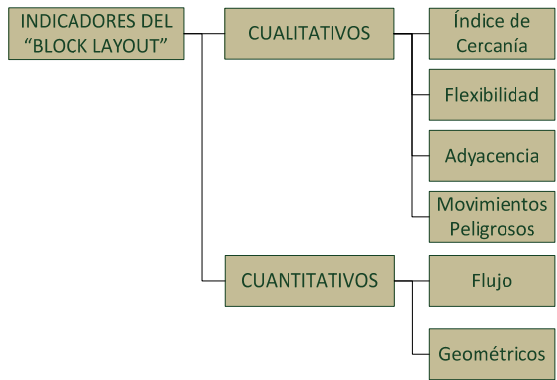 INDICADORES DEL
“BLOCK LAYOUT”
CUALITATIVOS
Índice de
Cercanía
Flexibilidad
Adyacencia
Movimientos
Peligrosos
CUANTITATIVOS
Flujo
Geométricos